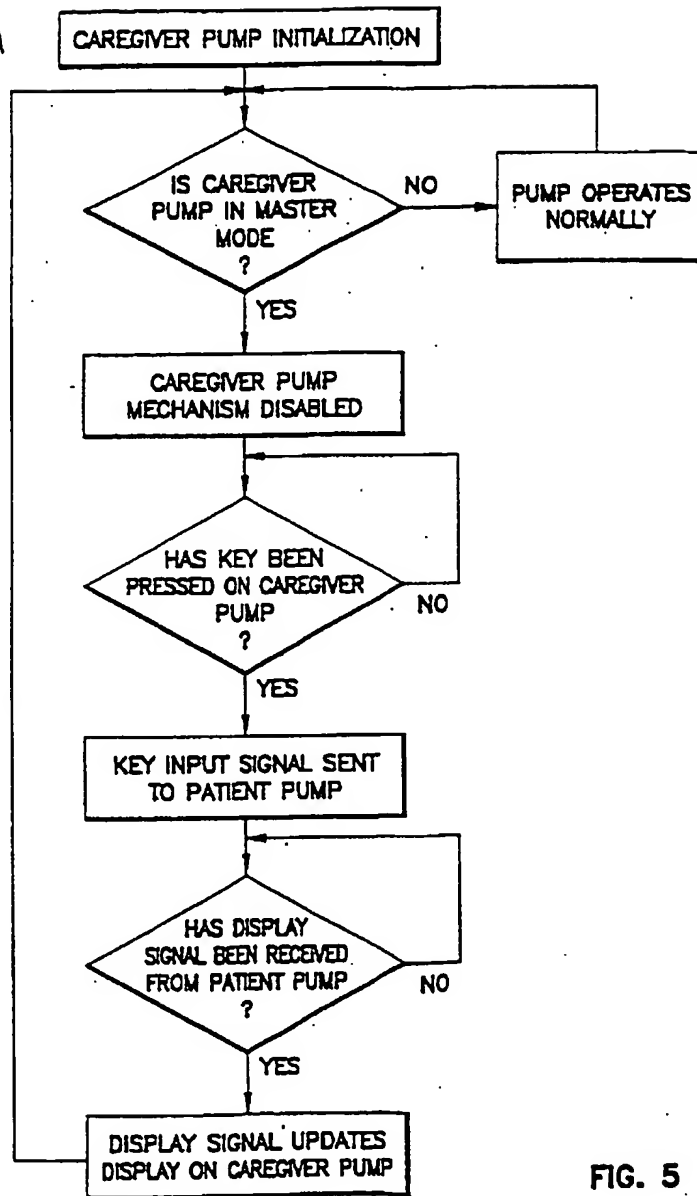 CAREGIVER PUMP INITIALIZATION
IS CAREGIVER
PUMP IN MASTER
MODE
?
NO
PUMP OPERATES
NORMALLY
YES
CAREGIVER PUMP
MECHANISM DISABLED
HAS KEY BEEN
PRESSED ON CAREGIVER
PUMP
?
NO
YES
KEY INPUT SIGNAL SENT
TO PATIENT PUMP
HAS DISPLAY
SIGNAL BEEN RECEIVED
FROM PATIENT PUMP
?
NO
YES
DISPLAY SIGNAL UPDATES
DISPLAY ON CAREGIVER PUMP
FIG. 5